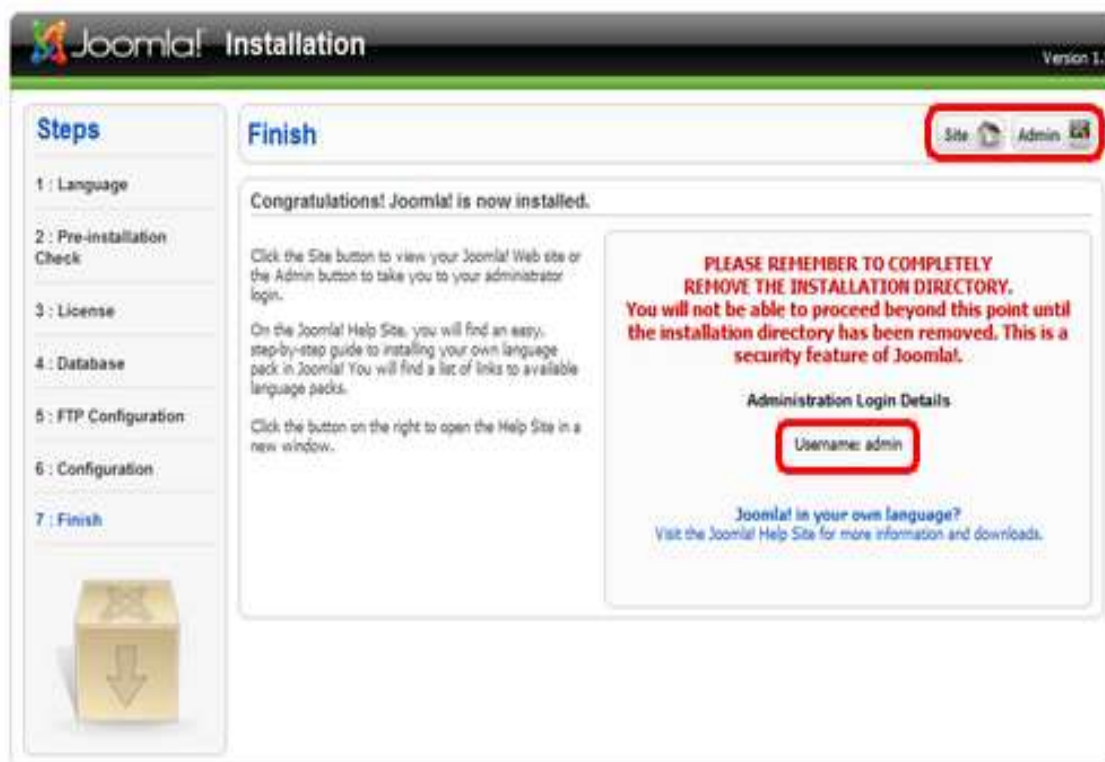 Joomla! Installation
Version 1.
Steps
1 : Language
2 : Pre-installation
Check
3 : License
4 : Database
5 : FTP Configuration
6 : Configuration
7 : Finish
Finish
Site
Admin
Congratulations! Joomla! is now installed.
Click the Site button to view your Joomla! Web site or
the Admin button to take you to your administrator
login.
On the Joomla! Help Site, you will find an easy,
step-by-step guide to installing your own language
pack in Joomla! You will find a list of links to available
language packs.
Click the button on the right to open the Help Site in a
new window.
PLEASE REMEMBER TO COMPLETELY
REMOVE THE INSTALLATION DIRECTORY.
You will not be able to proceed beyond this point until
the installation directory has been removed. This is a
security feature of Joomla!.
Administration Login Details
Username: admin
Joomla! in your own language?
Visit the Joomla! Help Site for more information and downloads.